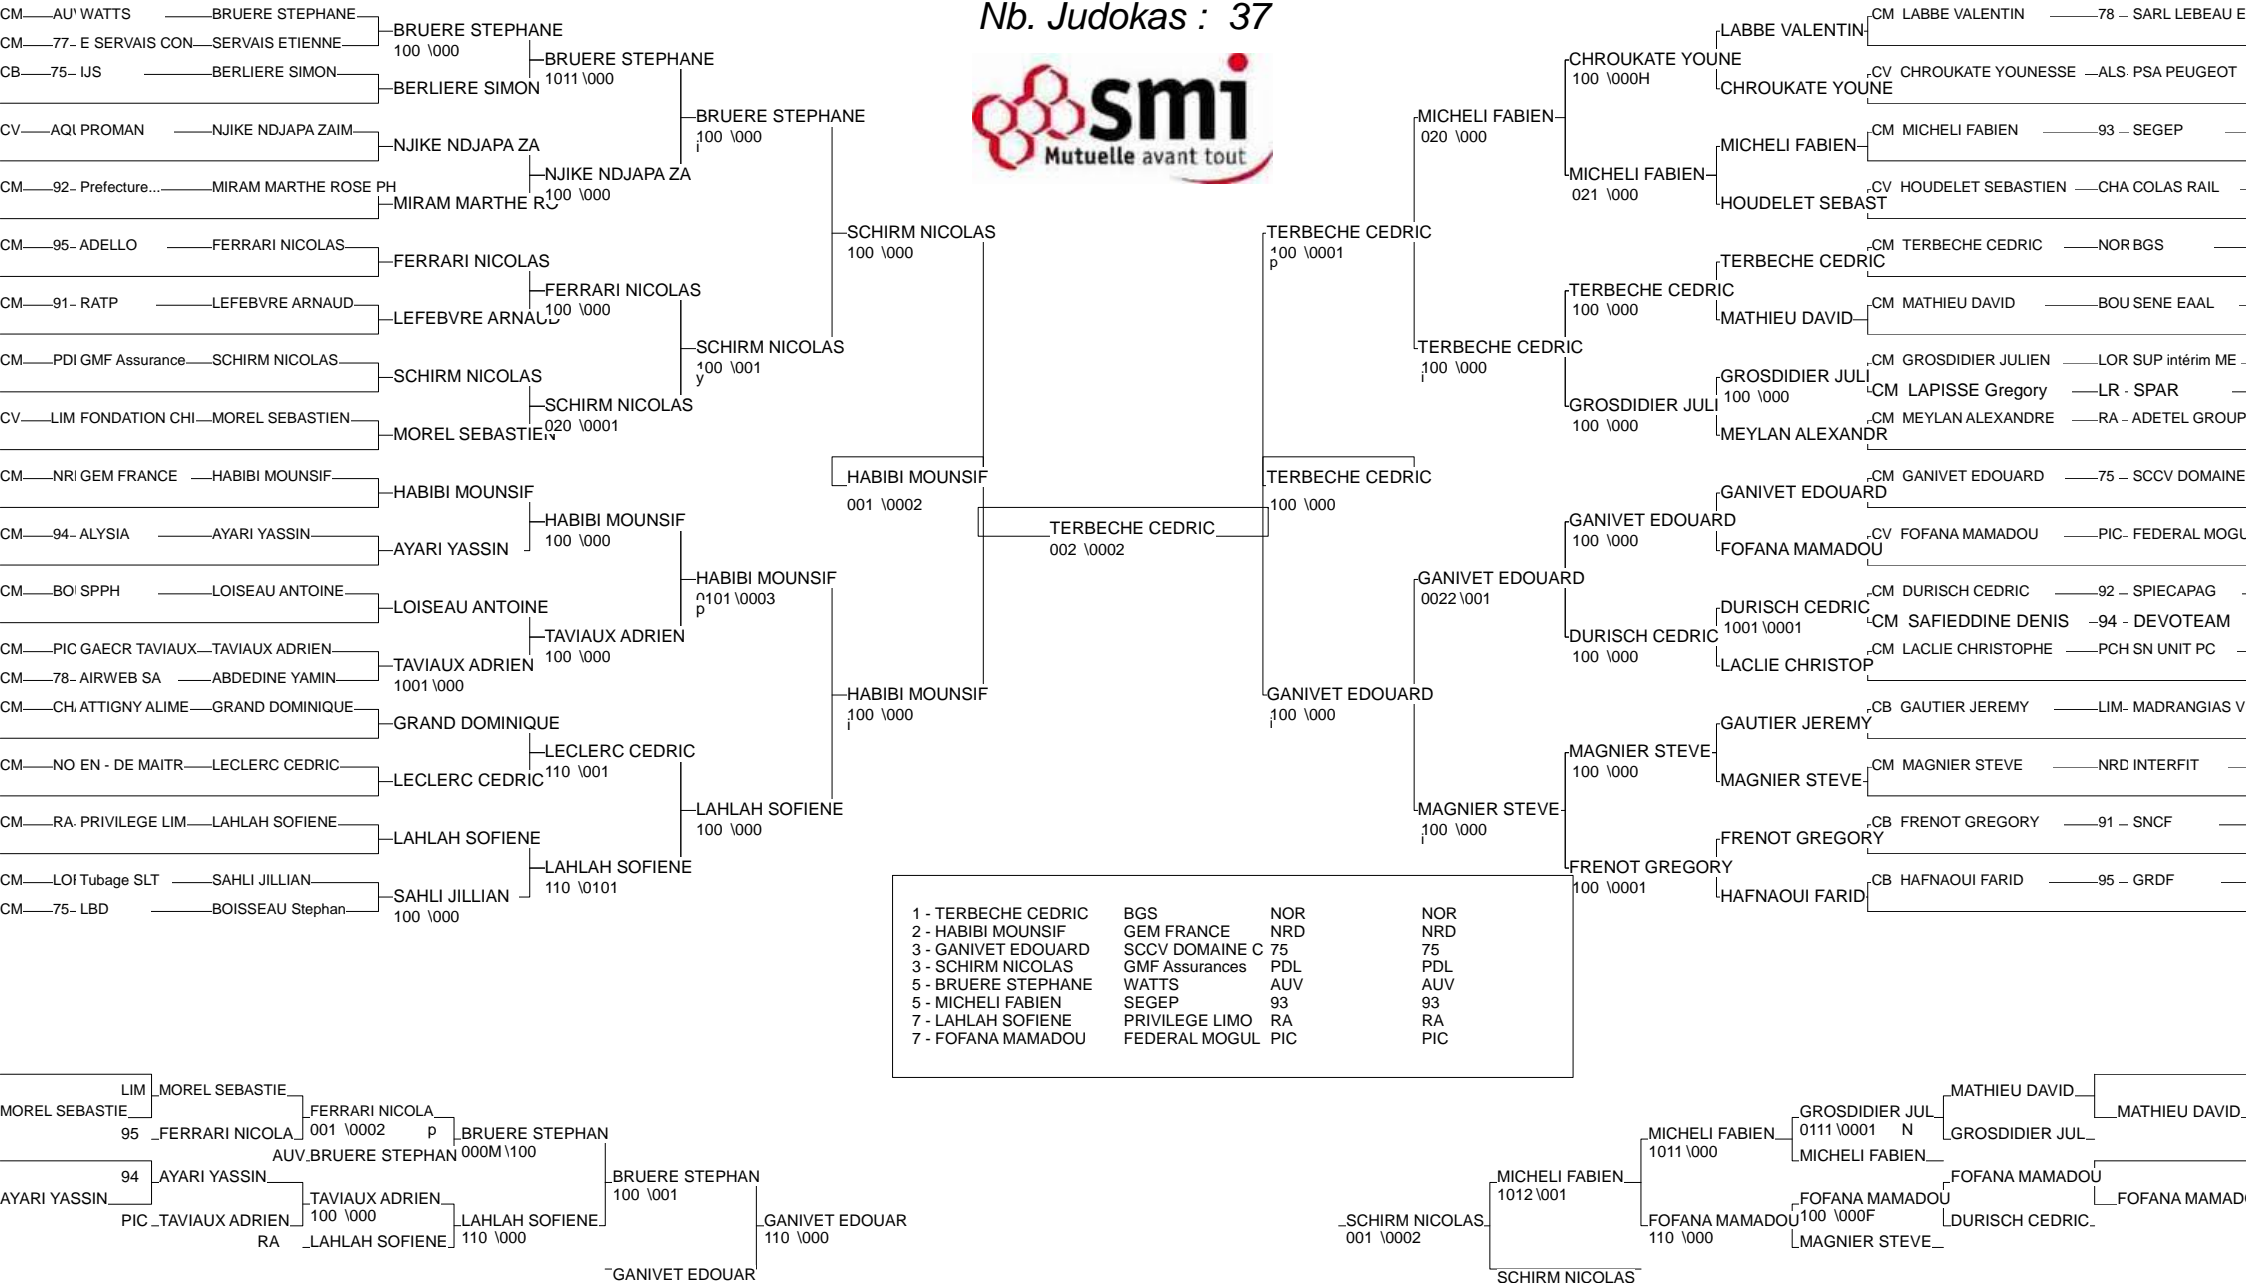 Nb. Judokas : 37
smi
Mutuelle avant tout
CM AUV WATTS BRUERE STEPHANE
CM 77 E SERVAIS CON SERVAIS ETIENNE
CB 75 IJS BERLIERE SIMON
CV AQU PROMAN NJIKE NDJAPA ZAIM
CM 92 Prefecture... MIRAM MARTHE ROSE PH
CM 95 ADELLO FERRARI NICOLAS
CM 91 RATP LEFEBVRE ARNAUD
CM PDL GMF Assurance SCHIRM NICOLAS
CV LIM FONDATION CHI MOREL SEBASTIEN
CM NRD GEM FRANCE HABIBI MOUNSIF
CM 94 ALYSIA AYARI YASSIN
CM BOU SPPH LOISEAU ANTOINE
CM PIC GAECR TAVIAUX TAVIAUX ADRIEN
CM 78 AIRWEB SA ABDEDINE YAMIN
CM CHA ATTIGNY ALIME GRAND DOMINIQUE
CM NO EN - DE MAITR LECLERC CEDRIC
CM RA PRIVILEGE LIM LAHLAH SOFIENE
CM LOR Tubage SLT SAHLI JILLIAN
CM 75 LBD BOISSEAU Stephan
BRUERE STEPHANE
100 \000
BERLIERE SIMON
NJIKE NDJAPA ZA
MIRAM MARTHE RO
FERRARI NICOLAS
LEFEBVRE ARNAUD
SCHIRM NICOLAS
MOREL SEBASTIEN
HABIBI MOUNSIF
AYARI YASSIN
LOISEAU ANTOINE
TAVIAUX ADRIEN
1001 \000
GRAND DOMINIQUE
LECLERC CEDRIC
LAHLAH SOFIENE
SAHLI JILLIAN
100 \000
BRUERE STEPHANE
1011 \000
NJIKE NDJAPA ZA
100 \000
FERRARI NICOLAS
100 \000
SCHIRM NICOLAS
020 \0001
HABIBI MOUNSIF
100 \000
TAVIAUX ADRIEN
100 \000
LECLERC CEDRIC
110 \001
LAHLAH SOFIENE
110 \0101
BRUERE STEPHANE
100 \000
i
SCHIRM NICOLAS
100 \001
y
HABIBI MOUNSIF
0101 \0003
p
LAHLAH SOFIENE
100 \000
SCHIRM NICOLAS
100 \000
HABIBI MOUNSIF
100 \000
i
HABIBI MOUNSIF
001 \0002
TERBECHE CEDRIC
002 \0002
TERBECHE CEDRIC
100 \000
TERBECHE CEDRIC
100 \0001
p
GANIVET EDOUARD
100 \000
i
MICHELI FABIEN
020 \000
TERBECHE CEDRIC
100 \000
i
GANIVET EDOUARD
0022 \001
MAGNIER STEVE
100 \000
i
CHROUKATE YOUNE
100 \000H
MICHELI FABIEN
021 \000
TERBECHE CEDRIC
100 \000
GROSDIDIER JULI
100 \000
GANIVET EDOUARD
100 \000
DURISCH CEDRIC
100 \000
MAGNIER STEVE
100 \000
FRENOT GREGORY
100 \0001
LABBE VALENTIN
CHROUKATE YOUNE
MICHELI FABIEN
HOUDELET SEBAST
TERBECHE CEDRIC
MATHIEU DAVID
GROSDIDIER JULI
100 \000
MEYLAN ALEXANDR
GANIVET EDOUARD
FOFANA MAMADOU
DURISCH CEDRIC
1001 \0001
LACLIE CHRISTOP
GAUTIER JEREMY
MAGNIER STEVE
FRENOT GREGORY
HAFNAOUI FARID
CM LABBE VALENTIN 78 SARL LEBEAU E
CV CHROUKATE YOUNESSE ALS PSA PEUGEOT
CM MICHELI FABIEN 93 SEGEP
CV HOUDELET SEBASTIEN CHA COLAS RAIL
CM TERBECHE CEDRIC NOR BGS
CM MATHIEU DAVID BOU SENE EAAL
CM GROSDIDIER JULIEN LOR SUP intérim ME
CM LAPISSE Gregory LR - SPAR
CM MEYLAN ALEXANDRE RA ADETEL GROUP
CM GANIVET EDOUARD 75 SCCV DOMAINE
CV FOFANA MAMADOU PIC FEDERAL MOGU
CM DURISCH CEDRIC 92 SPIECAPAG
CM SAFIEDDINE DENIS 94 - DEVOTEAM
CM LACLIE CHRISTOPHE PCH SN UNIT PC
CB GAUTIER JEREMY LIM MADRANGIAS V
CM MAGNIER STEVE NRD INTERFIT
CB FRENOT GREGORY 91 SNCF
CB HAFNAOUI FARID 95 GRDF
1 - TERBECHE CEDRIC BGS NOR NOR
2 - HABIBI MOUNSIF GEM FRANCE NRD NRD
3 - GANIVET EDOUARD SCCV DOMAINE C 75 75
3 - SCHIRM NICOLAS GMF Assurances PDL PDL
5 - BRUERE STEPHANE WATTS AUV AUV
5 - MICHELI FABIEN SEGEP 93 93
7 - LAHLAH SOFIENE PRIVILEGE LIMO RA RA
7 - FOFANA MAMADOU FEDERAL MOGUL PIC PIC
MOREL SEBASTIE
AYARI YASSIN
LIM MOREL SEBASTIE
95 FERRARI NICOLA
94 AYARI YASSIN
PIC TAVIAUX ADRIEN
FERRARI NICOLA
001 \0002 p
AUV BRUERE STEPHAN
TAVIAUX ADRIEN
100 \000
RA LAHLAH SOFIENE
BRUERE STEPHAN
000M \100
LAHLAH SOFIENE
110 \000
BRUERE STEPHAN
100 \001
GANIVET EDOUAR
GANIVET EDOUAR
110 \000
SCHIRM NICOLAS
001 \0002
MICHELI FABIEN
1012 \001
SCHIRM NICOLAS
MICHELI FABIEN
1011 \000
FOFANA MAMADOU
110 \000
GROSDIDIER JUL
0111 \0001 N
MICHELI FABIEN
FOFANA MAMADOU
100 \000F
MAGNIER STEVE
MATHIEU DAVID
GROSDIDIER JUL
FOFANA MAMADOU
DURISCH CEDRIC
MATHIEU DAVID
FOFANA MAMADO